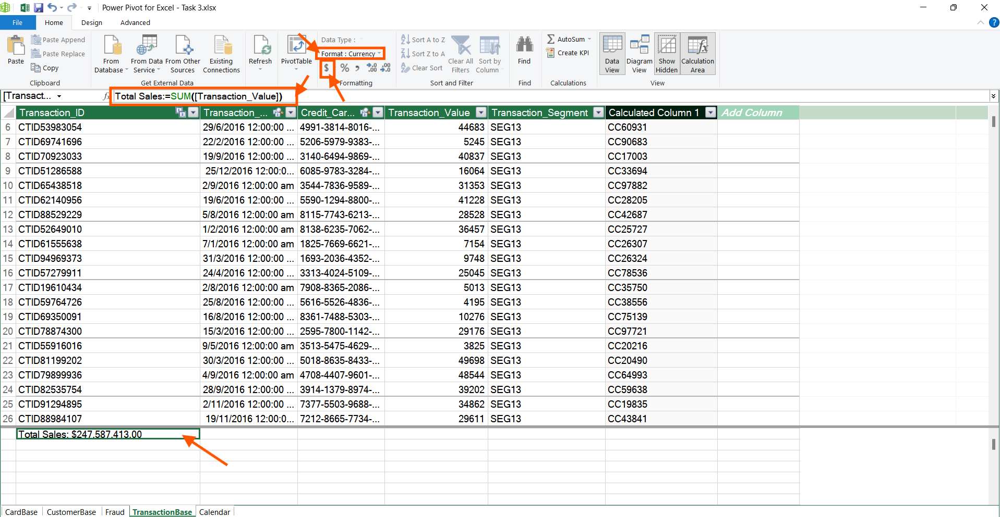 Power Pivot for Excel - Task 3.xlsx
File Home Design Advanced
Paste
Paste Append
Paste Replace
Copy
Clipboard
From Database
From Data Service
From Other Sources
Existing Connections
Get External Data
Refresh
PivotTable
Data Type :
Format : Currency
$ % , .0 .00 .00 .0
Formatting
Sort A to Z
Sort Z to A
Clear Sort
Clear All Filters
Sort by Column
Sort and Filter
Find
Find
AutoSum
Create KPI
Calculations
Data View
Diagram View
Show Hidden
Calculation Area
View
[Transact... fx Total Sales:=SUM([Transaction_Value])
Transaction_ID Transaction_... Credit_Car... Transaction_Value Transaction_Segment Calculated Column 1 Add Column
6 CTID53983054 29/6/2016 12:00:00 ... 4991-3814-8016-... 44683 SEG13 CC60931
7 CTID69741696 22/2/2016 12:00:00 ... 5206-5979-9383-... 5245 SEG13 CC90683
8 CTID70923033 19/9/2016 12:00:00 ... 3140-6494-9869-... 40837 SEG13 CC17003
9 CTID51286588 25/12/2016 12:00:0... 6085-9783-3284-... 16064 SEG13 CC33694
10 CTID65438518 2/9/2016 12:00:00 am 3544-7836-9589-... 31353 SEG13 CC97882
11 CTID62140956 19/6/2016 12:00:00 ... 5590-1294-8800-... 41228 SEG13 CC28205
12 CTID88529229 5/8/2016 12:00:00 am 8115-7743-6213-... 28528 SEG13 CC42687
13 CTID52649010 1/2/2016 12:00:00 am 8138-6235-7062-... 36457 SEG13 CC25727
14 CTID61555638 7/1/2016 12:00:00 am 1825-7669-6621-... 7154 SEG13 CC26307
15 CTID94969373 31/3/2016 12:00:00 ... 1693-2036-4352-... 9748 SEG13 CC26324
16 CTID57279911 24/4/2016 12:00:00 ... 3313-4024-5109-... 25045 SEG13 CC78536
17 CTID19610434 2/8/2016 12:00:00 am 7908-8365-2086-... 5013 SEG13 CC35750
18 CTID59764726 25/8/2016 12:00:00 ... 5616-5526-4836-... 4195 SEG13 CC38556
19 CTID69350091 16/8/2016 12:00:00 ... 8361-7488-5303-... 10276 SEG13 CC75139
20 CTID78874300 15/3/2016 12:00:00 ... 2595-7800-1142-... 29176 SEG13 CC97721
21 CTID55916016 9/5/2016 12:00:00 am 3513-5475-4629-... 3825 SEG13 CC20216
22 CTID81199202 30/3/2016 12:00:00 ... 5018-8635-8433-... 49698 SEG13 CC20490
23 CTID79899936 4/9/2016 12:00:00 am 4708-4407-9601-... 48544 SEG13 CC64993
24 CTID82535754 28/9/2016 12:00:00 ... 3914-1379-8974-... 39202 SEG13 CC59638
25 CTID91294895 2/11/2016 12:00:00 ... 7377-5503-9688-... 34862 SEG13 CC19835
26 CTID88984107 19/11/2016 12:00:0... 7212-8665-7734-... 29611 SEG13 CC43841
Total Sales: $247,587,413.00
CardBase CustomerBase Fraud TransactionBase Calendar